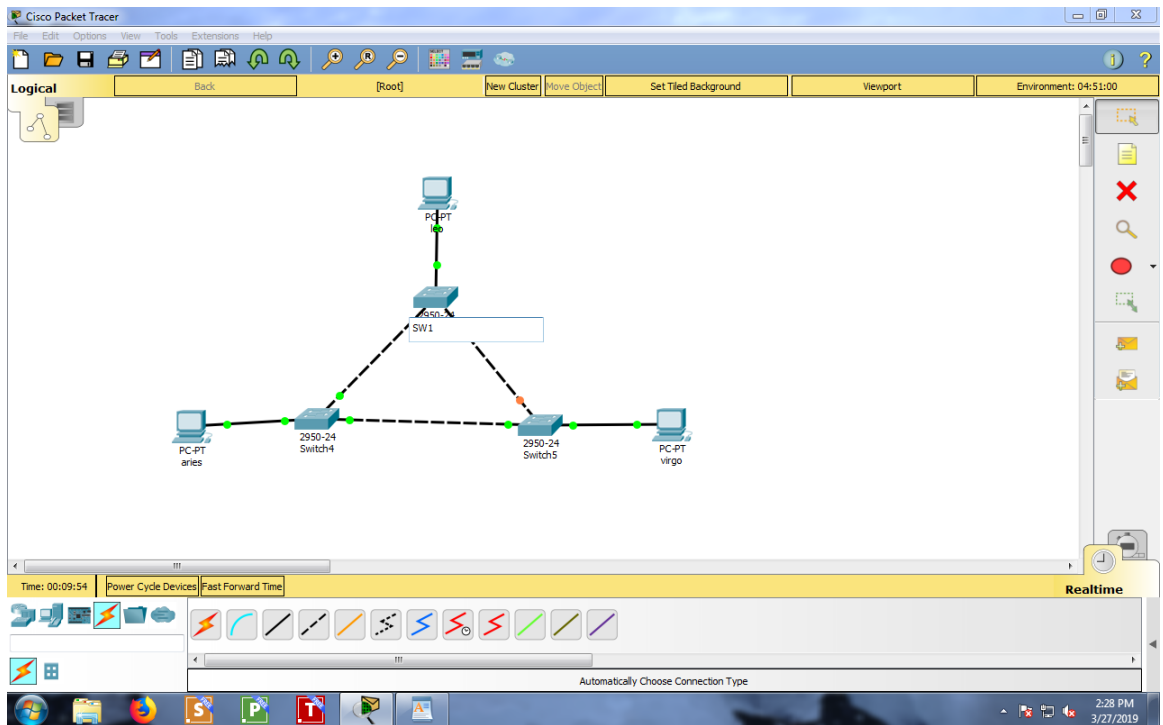 Cisco Packet Tracer
File Edit Options View Tools Extensions Help
Logical
Back
[Root]
New Cluster
Move Object
Set Tiled Background
Viewport
Environment: 04:51:00
PC-PT
leo
2950-24
SW1
PC-PT
aries
2950-24
Switch4
2950-24
Switch5
PC-PT
virgo
Time: 00:09:54
Power Cycle Devices
Fast Forward Time
Realtime
Automatically Choose Connection Type
2:28 PM
3/27/2019